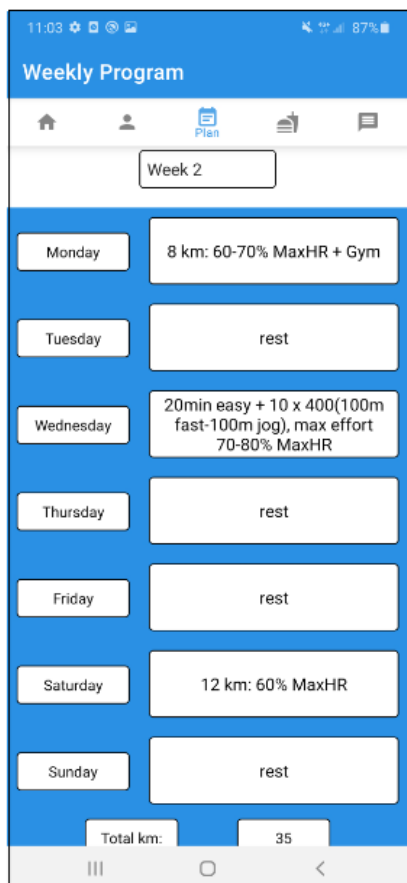 11:03 87%
Weekly Program
Plan
Week 2
Monday
8 km: 60-70% MaxHR + Gym
Tuesday
rest
Wednesday
20min easy + 10 x 400(100m
fast-100m jog), max effort
70-80% MaxHR
Thursday
rest
Friday
rest
Saturday
12 km: 60% MaxHR
Sunday
rest
Total km:
35